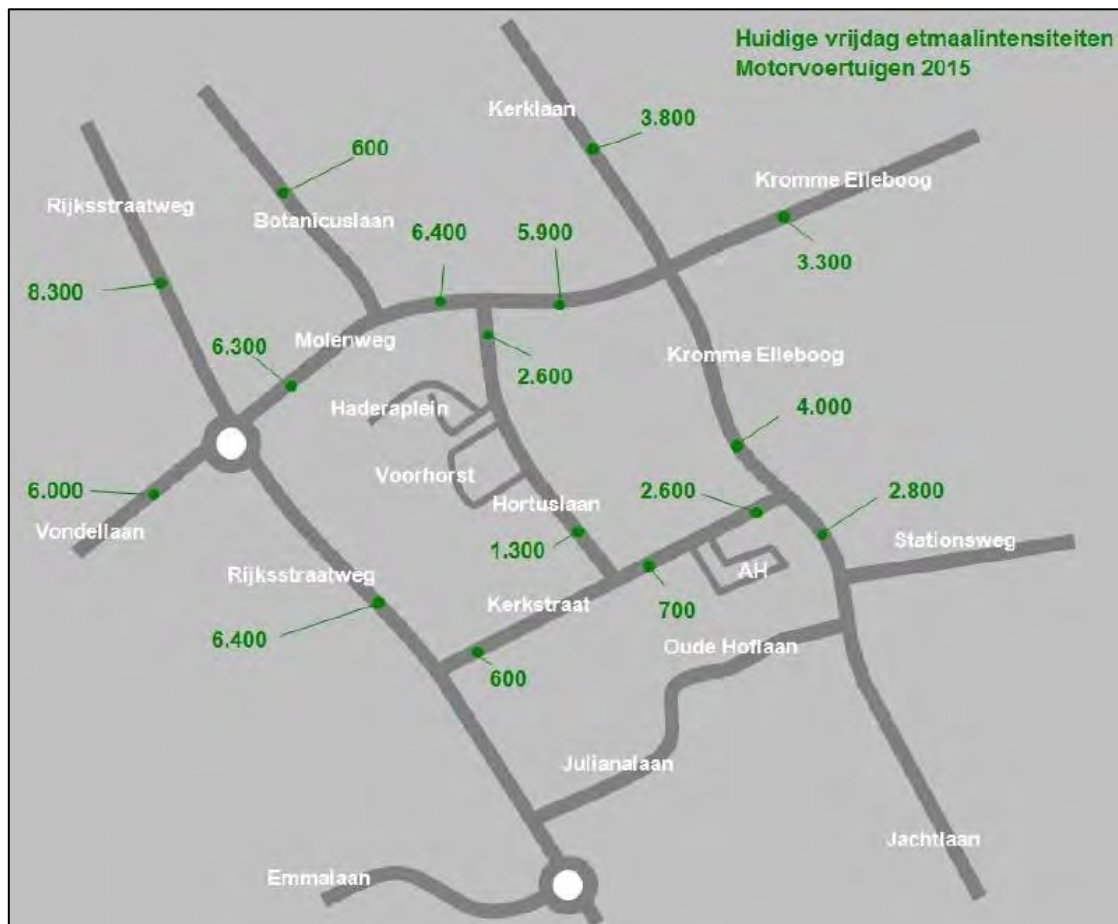 Huidige vrijdag etmaalintensiteiten
Motorvoertuigen 2015
Kerklaan
3.800
600
Kromme Elleboog
Rijksstraatweg
Botanicuslaan
6.400
5.900
3.300
8.300
Molenweg
6.300
2.600
Kromme Elleboog
Haderaplein
4.000
Voorhorst
6.000
2.600
2.800
Hortuslaan
Vondellaan
Stationsweg
1.300
AH
Rijksstraatweg
700
Kerkstraat
6.400
Oude Hoflaan
600
Julianalaan
Jachtlaan
Emmalaan